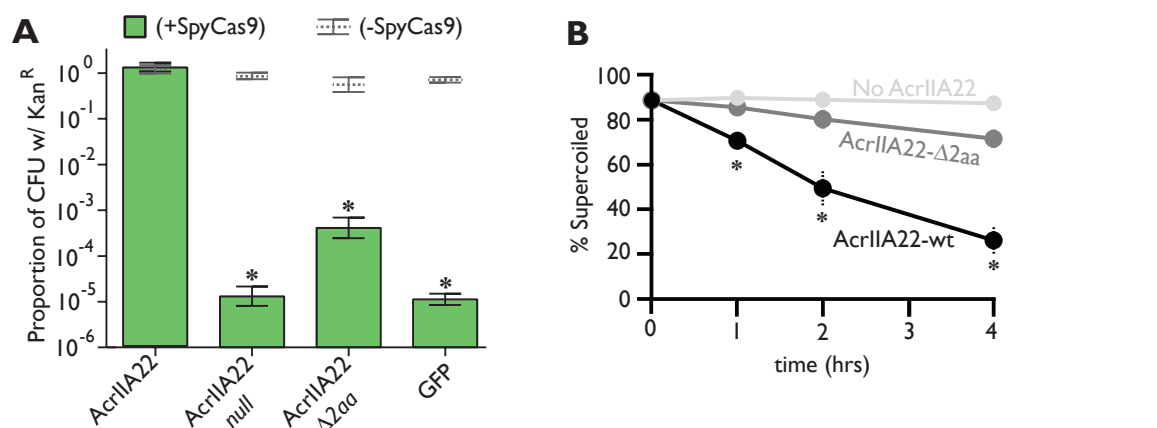 A
(+SpyCas9)
(-SpyCas9)
Proportion of CFU w/ Kan^R
10^0
10^-1
10^-2
10^-3
10^-4
10^-5
10^-6
*
*
*
AcrIIA22
AcrIIA22
null
AcrIIA22
Δ2aa
GFP
B
% Supercoiled
100
80
60
40
20
0
No AcrIIA22
AcrIIA22-Δ2aa
AcrIIA22-wt
*
*
*
0
1
2
3
4
time (hrs)